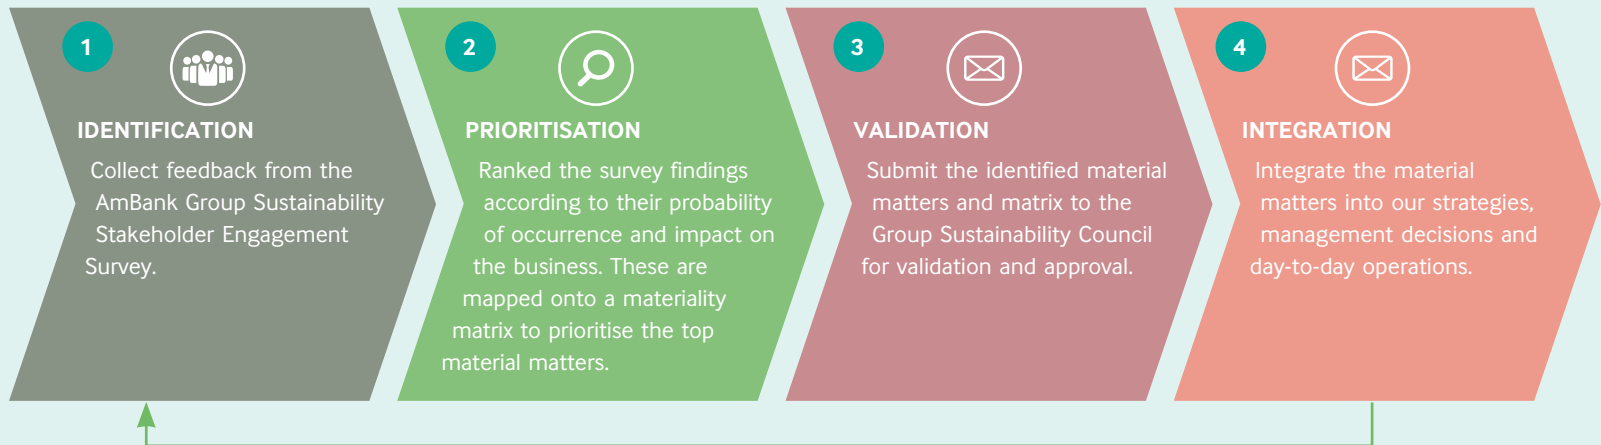 1
IDENTIFICATION
Collect feedback from the
AmBank Group Sustainability
Stakeholder Engagement
Survey.
2
PRIORITISATION
Ranked the survey findings
according to their probability
of occurrence and impact on
the business. These are
mapped onto a materiality
matrix to prioritise the top
material matters.
3
VALIDATION
Submit the identified material
matters and matrix to the
Group Sustainability Council
for validation and approval.
4
INTEGRATION
Integrate the material
matters into our strategies,
management decisions and
day-to-day operations.